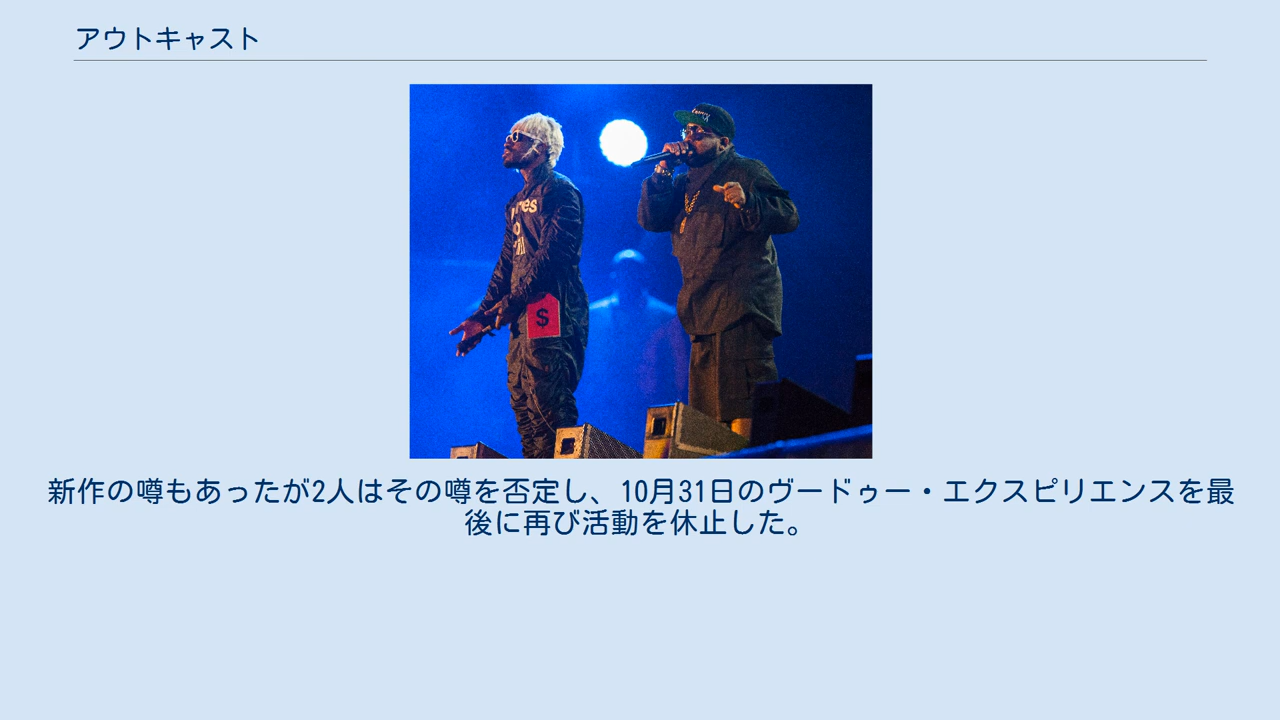 アウトキャスト
$
新作の噂もあったが2人はその噂を否定し、10月31日のヴードゥー・エクスピリエンスを最
後に再び活動を休止した。